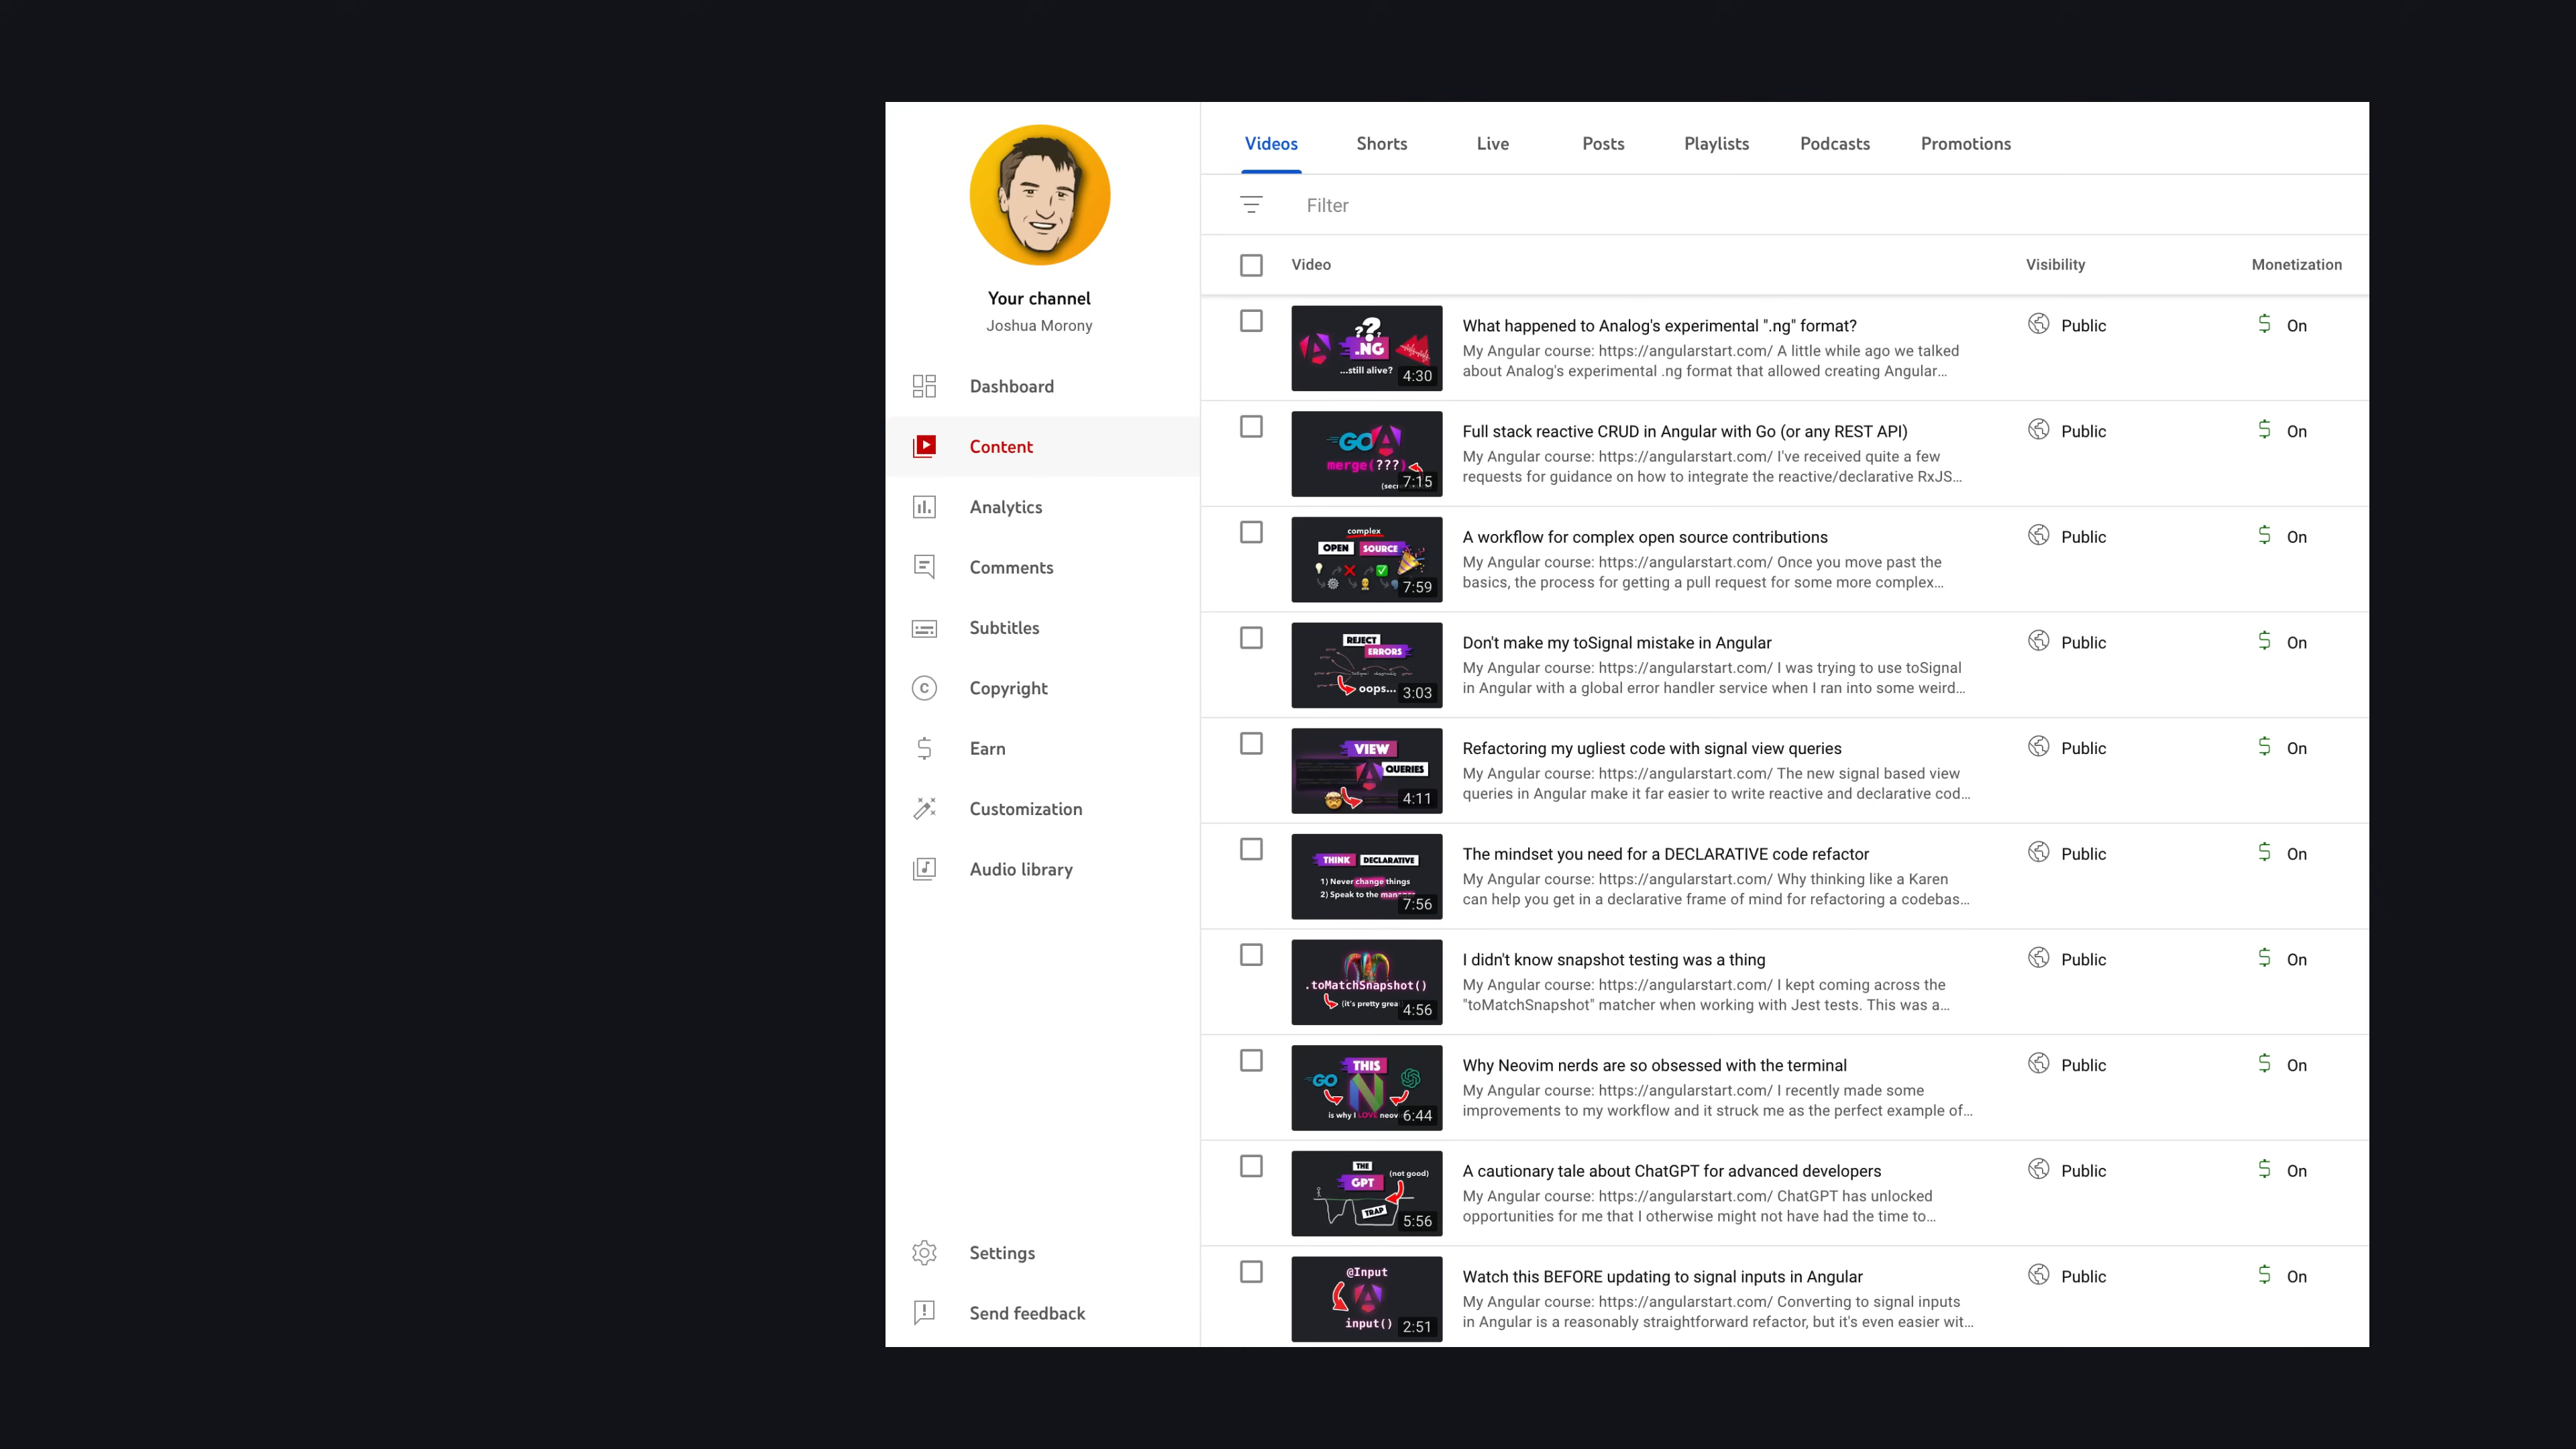 Your channel
Joshua Morony
Dashboard
Content
Analytics
Comments
Subtitles
Copyright
Earn
Customization
Audio library
Settings
Send feedback
Videos Shorts Live Posts Playlists Podcasts Promotions
Filter
Video Visibility Monetization
??
.NG
...still alive?
4:30
What happened to Analog's experimental ".ng" format?
My Angular course: https://angularstart.com/ A little while ago we talked
about Analog's experimental .ng format that allowed creating Angular...
Public
On
GO
merge(???)
7:15
Full stack reactive CRUD in Angular with Go (or any REST API)
My Angular course: https://angularstart.com/ I've received quite a few
requests for guidance on how to integrate the reactive/declarative RxJS...
Public
On
complex
OPEN SOURCE
7:59
A workflow for complex open source contributions
My Angular course: https://angularstart.com/ Once you move past the
basics, the process for getting a pull request for some more complex...
Public
On
REJECT
ERRORS
oops...
3:03
Don't make my toSignal mistake in Angular
My Angular course: https://angularstart.com/ I was trying to use toSignal
in Angular with a global error handler service when I ran into some weird...
Public
On
VIEW
QUERIES
4:11
Refactoring my ugliest code with signal view queries
My Angular course: https://angularstart.com/ The new signal based view
queries in Angular make it far easier to write reactive and declarative cod...
Public
On
THINK DECLARATIVE
1) Never change things
2) Speak to the
7:56
The mindset you need for a DECLARATIVE code refactor
My Angular course: https://angularstart.com/ Why thinking like a Karen
can help you get in a declarative frame of mind for refactoring a codebas...
Public
On
.toMatchSnapshot()
(it's pretty grea
4:56
I didn't know snapshot testing was a thing
My Angular course: https://angularstart.com/ I kept coming across the
"toMatchSnapshot" matcher when working with Jest tests. This was a...
Public
On
THIS
GO
is why I LOVE neov
6:44
Why Neovim nerds are so obsessed with the terminal
My Angular course: https://angularstart.com/ I recently made some
improvements to my workflow and it struck me as the perfect example of...
Public
On
THE
(not good)
GPT
TRAP
5:56
A cautionary tale about ChatGPT for advanced developers
My Angular course: https://angularstart.com/ ChatGPT has unlocked
opportunities for me that I otherwise might not have had the time to...
Public
On
@Input
input()
2:51
Watch this BEFORE updating to signal inputs in Angular
My Angular course: https://angularstart.com/ Converting to signal inputs
in Angular is a reasonably straightforward refactor, but it's even easier wit...
Public
On